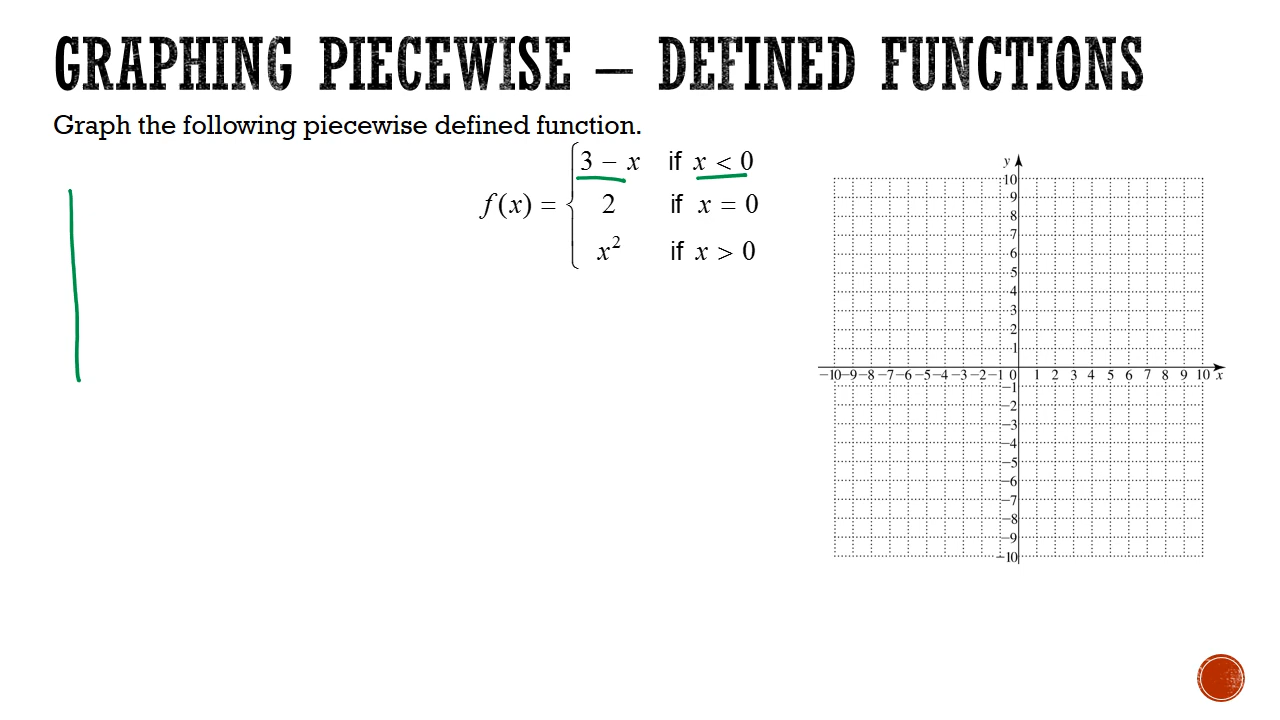 GRAPHING PIECEWISE – DEFINED FUNCTIONS
Graph the following piecewise defined function.
f(x) = { 3 − x if x < 0
2 if x = 0
x² if x > 0
y
10
9
8
7
6
5
4
3
2
1
−10 −9 −8 −7 −6 −5 −4 −3 −2 −1 0 1 2 3 4 5 6 7 8 9 10 x
−1
−2
−3
−4
−5
−6
−7
−8
−9
−10